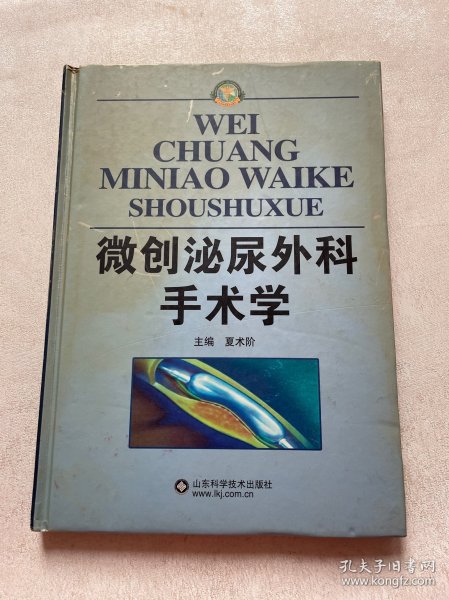 WEI
CHUANG
MINIAO WAIKE
SHOUSHUXUE
微创泌尿外科
手术学
主编 夏术阶
山东科学技术出版社
www.lkj.com.cn
孔夫子旧书网
www.kongfz.com